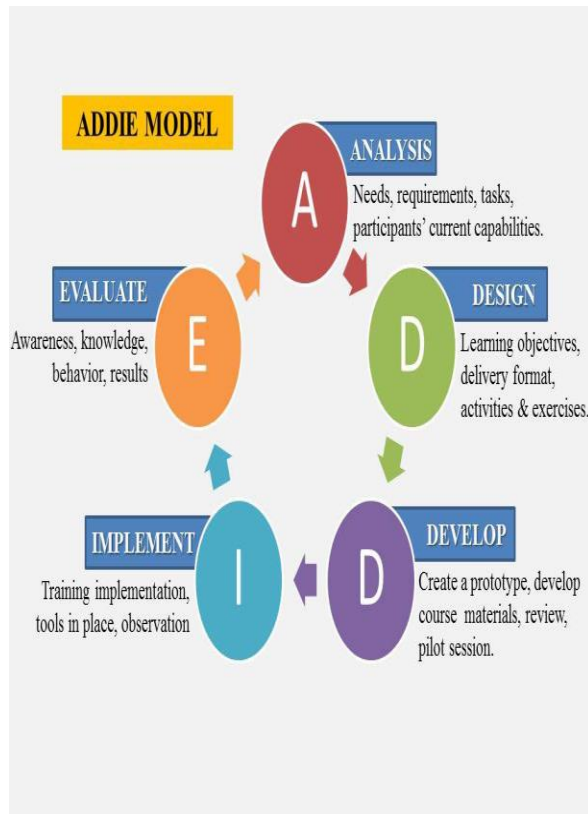 ADDIE MODEL
A
ANALYSIS
Needs, requirements, tasks,
participants' current capabilities.
D
DESIGN
Learning objectives,
delivery format,
activities & exercises.
D
DEVELOP
Create a prototype, develop
course materials, review,
pilot session.
I
IMPLEMENT
Training implementation,
tools in place, observation
E
EVALUATE
Awareness, knowledge,
behavior, results